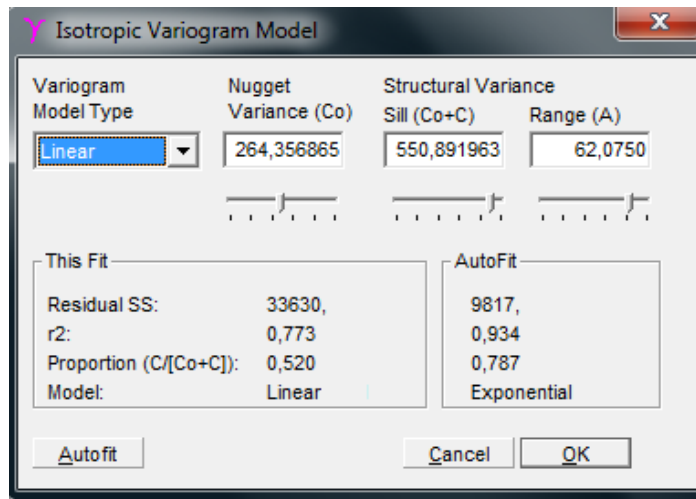 γ Isotropic Variogram Model
Variogram Nugget Structural Variance
Model Type Variance (Co) Sill (Co+C) Range (A)
Linear 264,356865 550,891963 62,0750
This Fit AutoFit
Residual SS: 33630, 9817,
r2: 0,773 0,934
Proportion (C/[Co+C]): 0,520 0,787
Model: Linear Exponential
Autofit Cancel OK